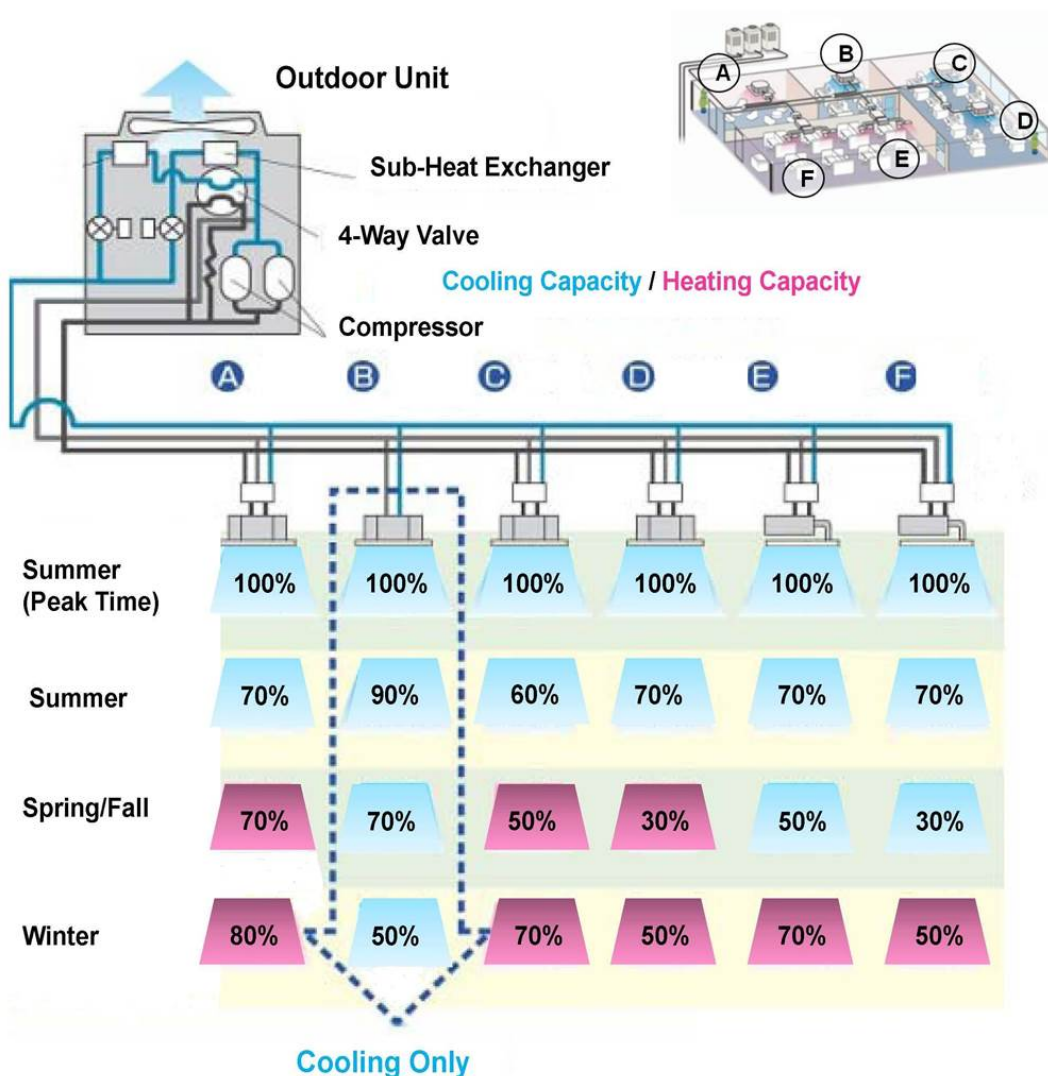 Outdoor Unit
Sub-Heat Exchanger
4-Way Valve
Compressor
A
B
C
D
E
F
Cooling Capacity / Heating Capacity
A B C D E F
Summer
(Peak Time)
100% 100% 100% 100% 100% 100%
Summer
70% 90% 60% 70% 70% 70%
Spring/Fall
70% 70% 50% 30% 50% 30%
Winter
80% 50% 70% 50% 70% 50%
Cooling Only